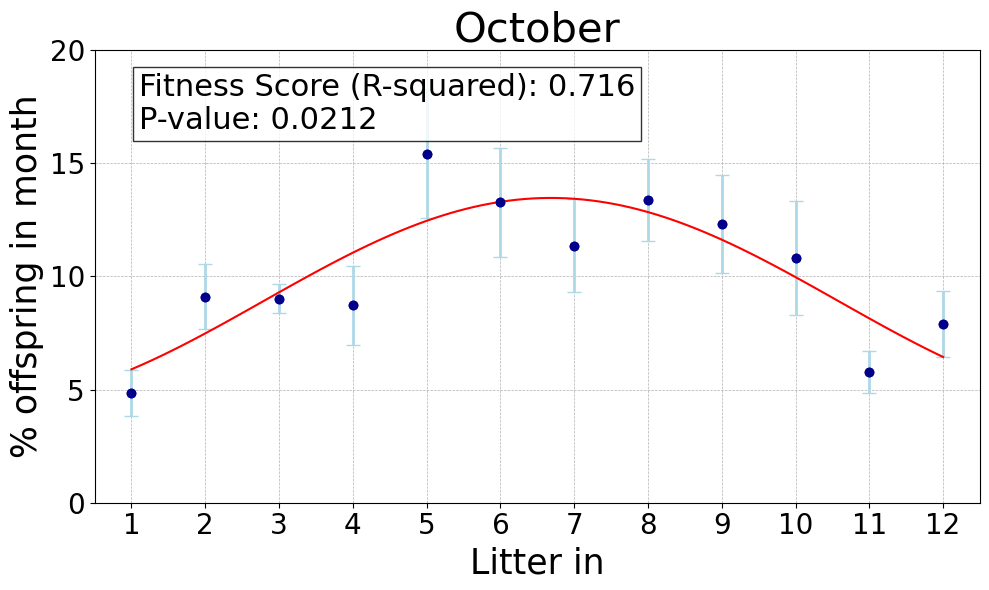 October
Fitness Score (R-squared): 0.716
P-value: 0.0212
% offspring in month
20
15
10
5
0
1 2 3 4 5 6 7 8 9 10 11 12
Litter in